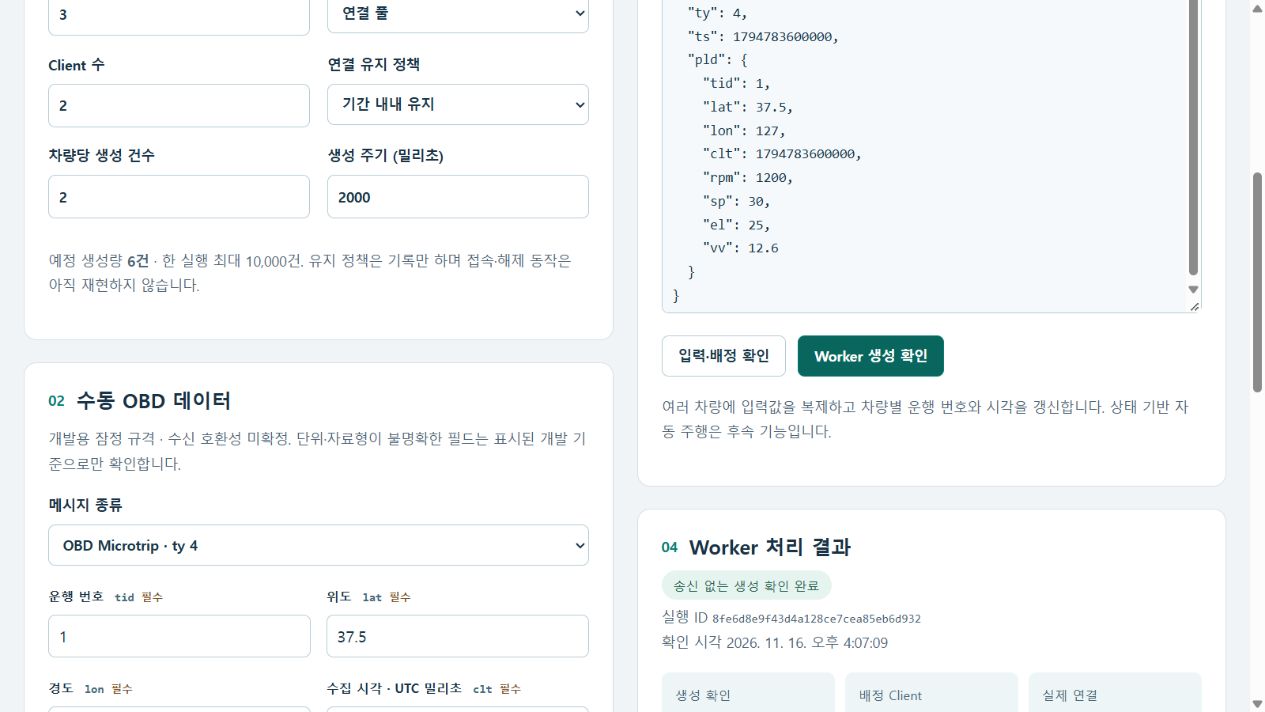 3
연결 풀
Client 수
연결 유지 정책
2
기간 내내 유지
차량당 생성 건수
생성 주기 (밀리초)
2
2000
예정 생성량 6건 · 한 실행 최대 10,000건. 유지 정책은 기록만 하며 접속·해제 동작은
아직 재현하지 않습니다.
02 수동 OBD 데이터
개발용 잠정 규격 · 수신 호환성 미확정. 단위·자료형이 불명확한 필드는 표시된 개발 기
준으로만 확인합니다.
메시지 종류
OBD Microtrip · ty 4
운행 번호 tid 필수
위도 lat 필수
1
37.5
경도 lon 필수
수집 시각 · UTC 밀리초 clt 필수
"ty": 4,
"ts": 1794783600000,
"pld": {
"tid": 1,
"lat": 37.5,
"lon": 127,
"clt": 1794783600000,
"rpm": 1200,
"sp": 30,
"el": 25,
"vv": 12.6
}
}
입력·배정 확인
Worker 생성 확인
여러 차량에 입력값을 복제하고 차량별 운행 번호와 시각을 갱신합니다. 상태 기반 자
동 주행은 후속 기능입니다.
04 Worker 처리 결과
송신 없는 생성 확인 완료
실행 ID 8fe6d8e9f43d4a128ce7cea85eb6d932
확인 시각 2026. 11. 16. 오후 4:07:09
생성 확인
배정 Client
실제 연결